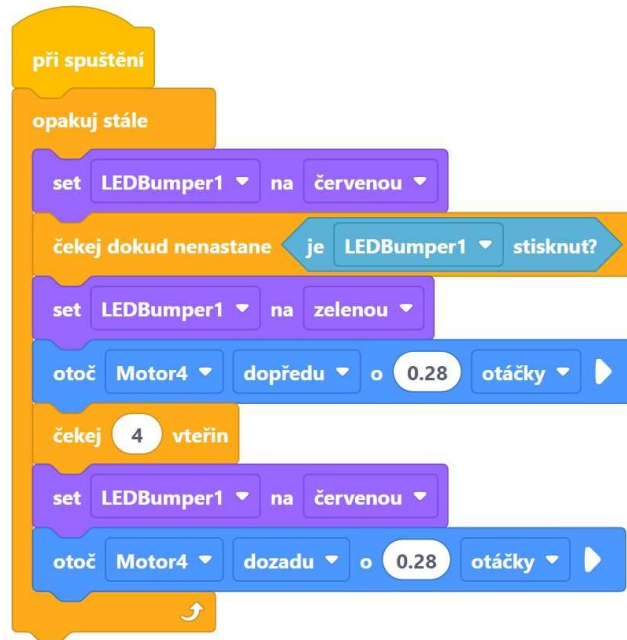 při spuštění
opakuj stále
set LEDBumper1 na červenou
čekej dokud nenastane je LEDBumper1 stisknut?
set LEDBumper1 na zelenou
otoč Motor4 dopředu o 0.28 otáčky
čekej 4 vteřin
set LEDBumper1 na červenou
otoč Motor4 dozadu o 0.28 otáčky